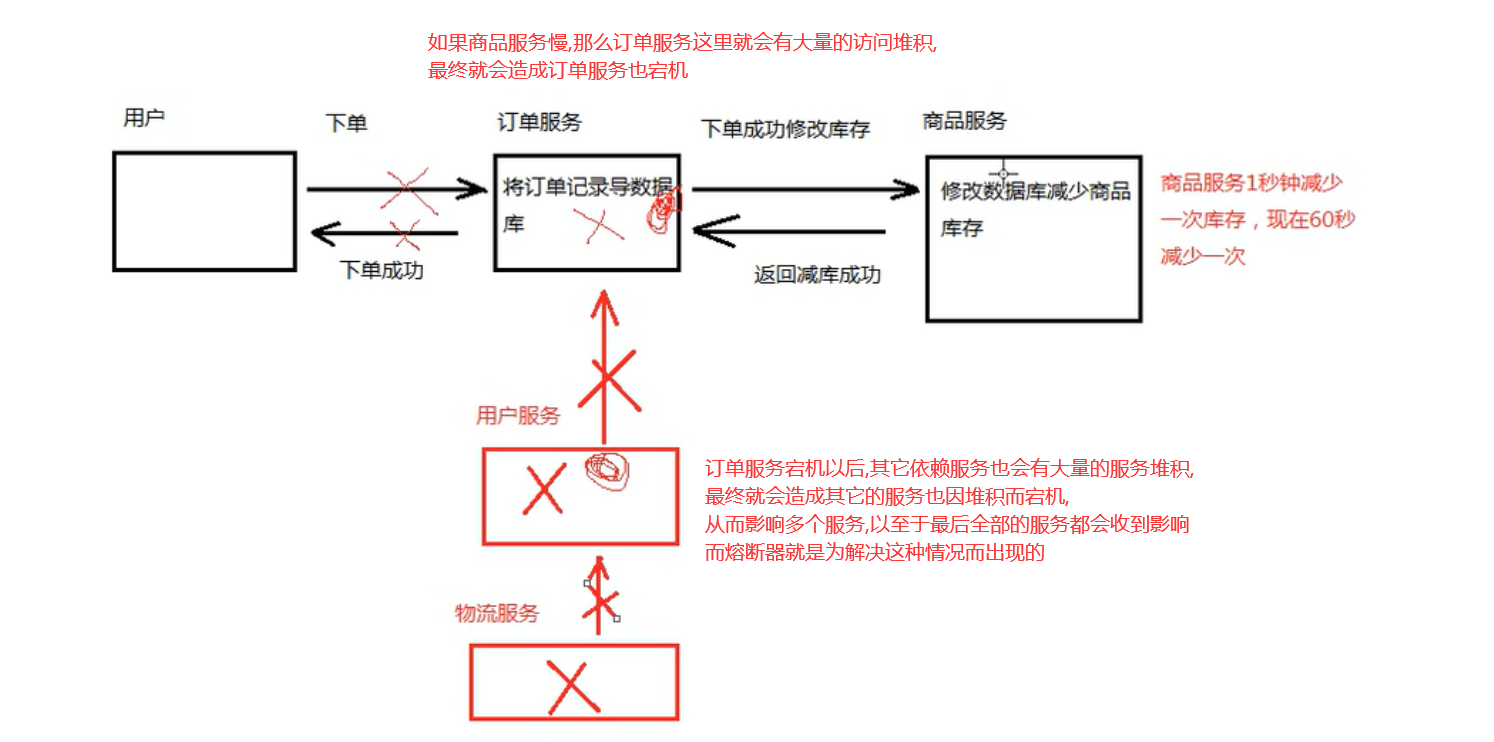 如果商品服务慢,那么订单服务这里就会有大量的访问堆积,
最终就会造成订单服务也宕机
用户
下单
订单服务
下单成功修改库存
商品服务
将订单记录导数据
库
修改数据库减少商品
库存
商品服务1秒钟减少
一次库存，现在60秒
减少一次
下单成功
返回减库成功
用户服务
订单服务宕机以后,其它依赖服务也会有大量的服务堆积,
最终就会造成其它的服务也因堆积而宕机,
从而影响多个服务,以至于最后全部的服务都会收到影响
而熔断器就是为解决这种情况而出现的
物流服务